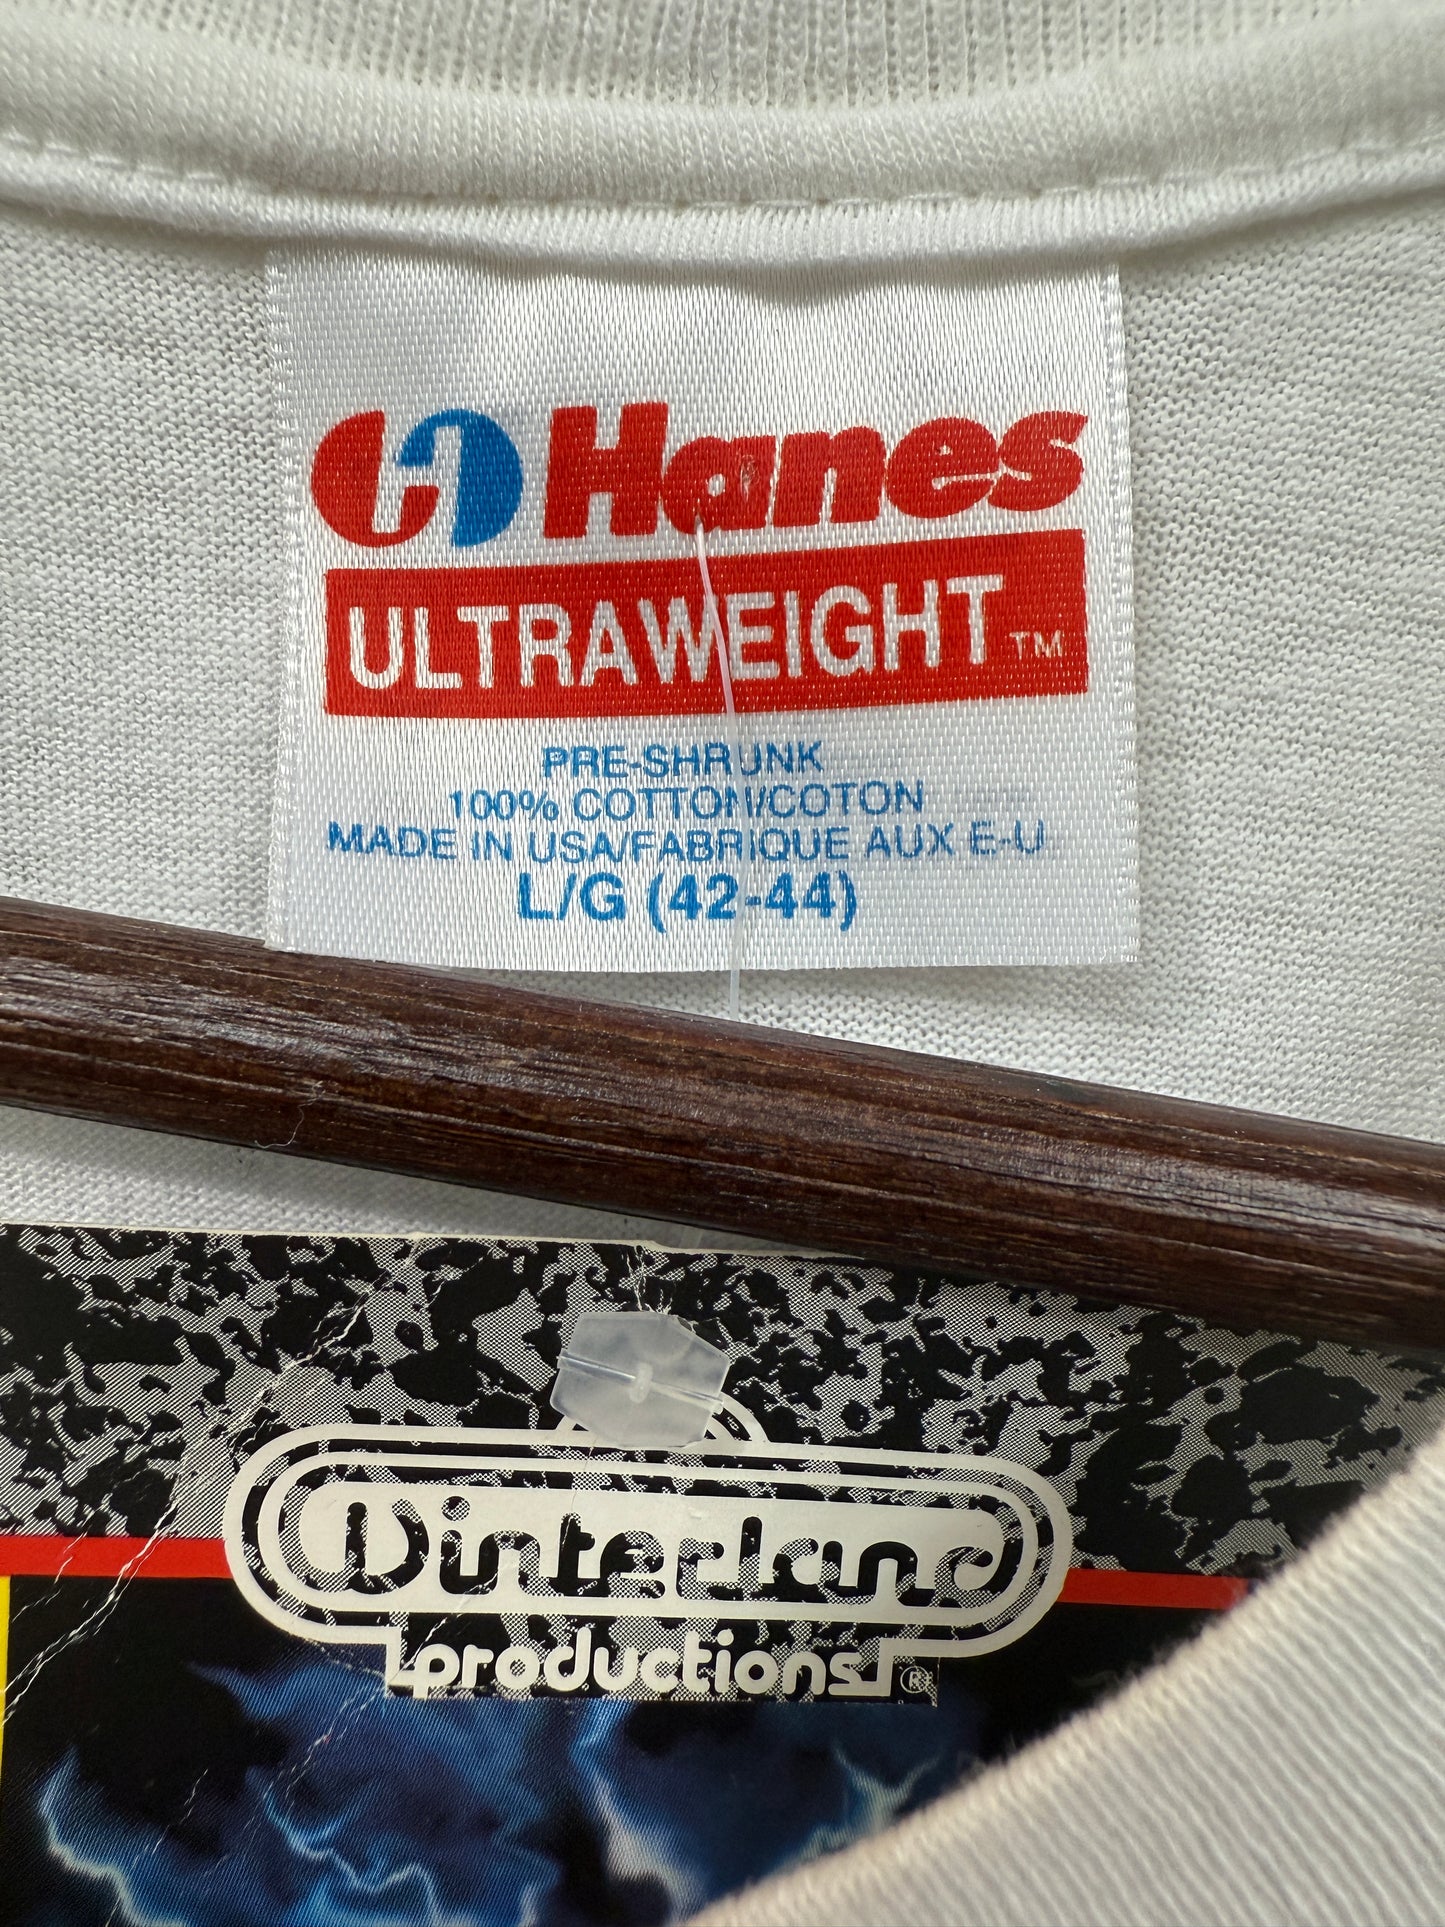 Hanes
ULTRAWEIGHT TM
PRE-SHRUNK
100% COTTON/COTON
MADE IN USA/FABRIQUE AUX E-U
L/G (42-44)
Winterland
productions ®